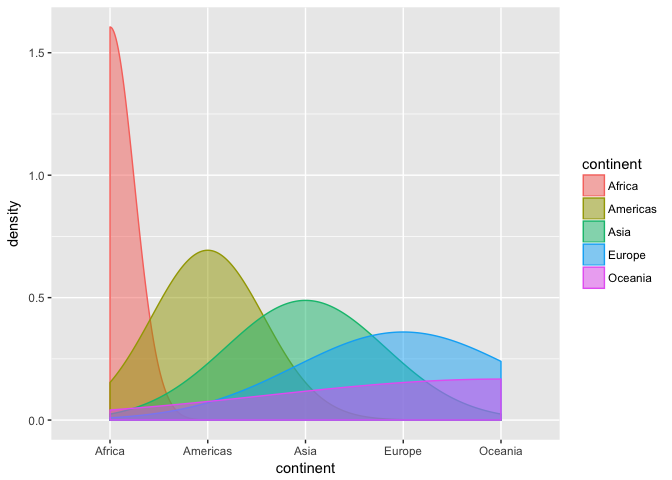 1.5
1.0
0.5
0.0
density
Africa Americas Asia Europe Oceania
continent
continent
Africa
Americas
Asia
Europe
Oceania